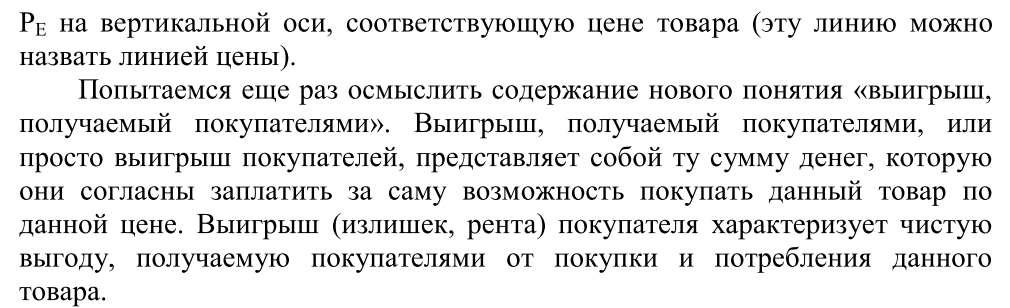 P_E на вертикальной оси, соответствующую цене товара (эту линию можно
назвать линией цены).
Попытаемся еще раз осмыслить содержание нового понятия «выигрыш,
получаемый покупателями». Выигрыш, получаемый покупателями, или
просто выигрыш покупателей, представляет собой ту сумму денег, которую
они согласны заплатить за саму возможность покупать данный товар по
данной цене. Выигрыш (излишек, рента) покупателя характеризует чистую
выгоду, получаемую покупателями от покупки и потребления данного
товара.